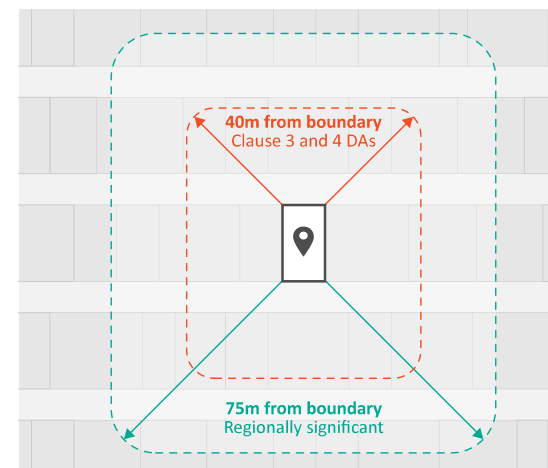 40m from boundary
Clause 3 and 4 DAs
75m from boundary
Regionally significant